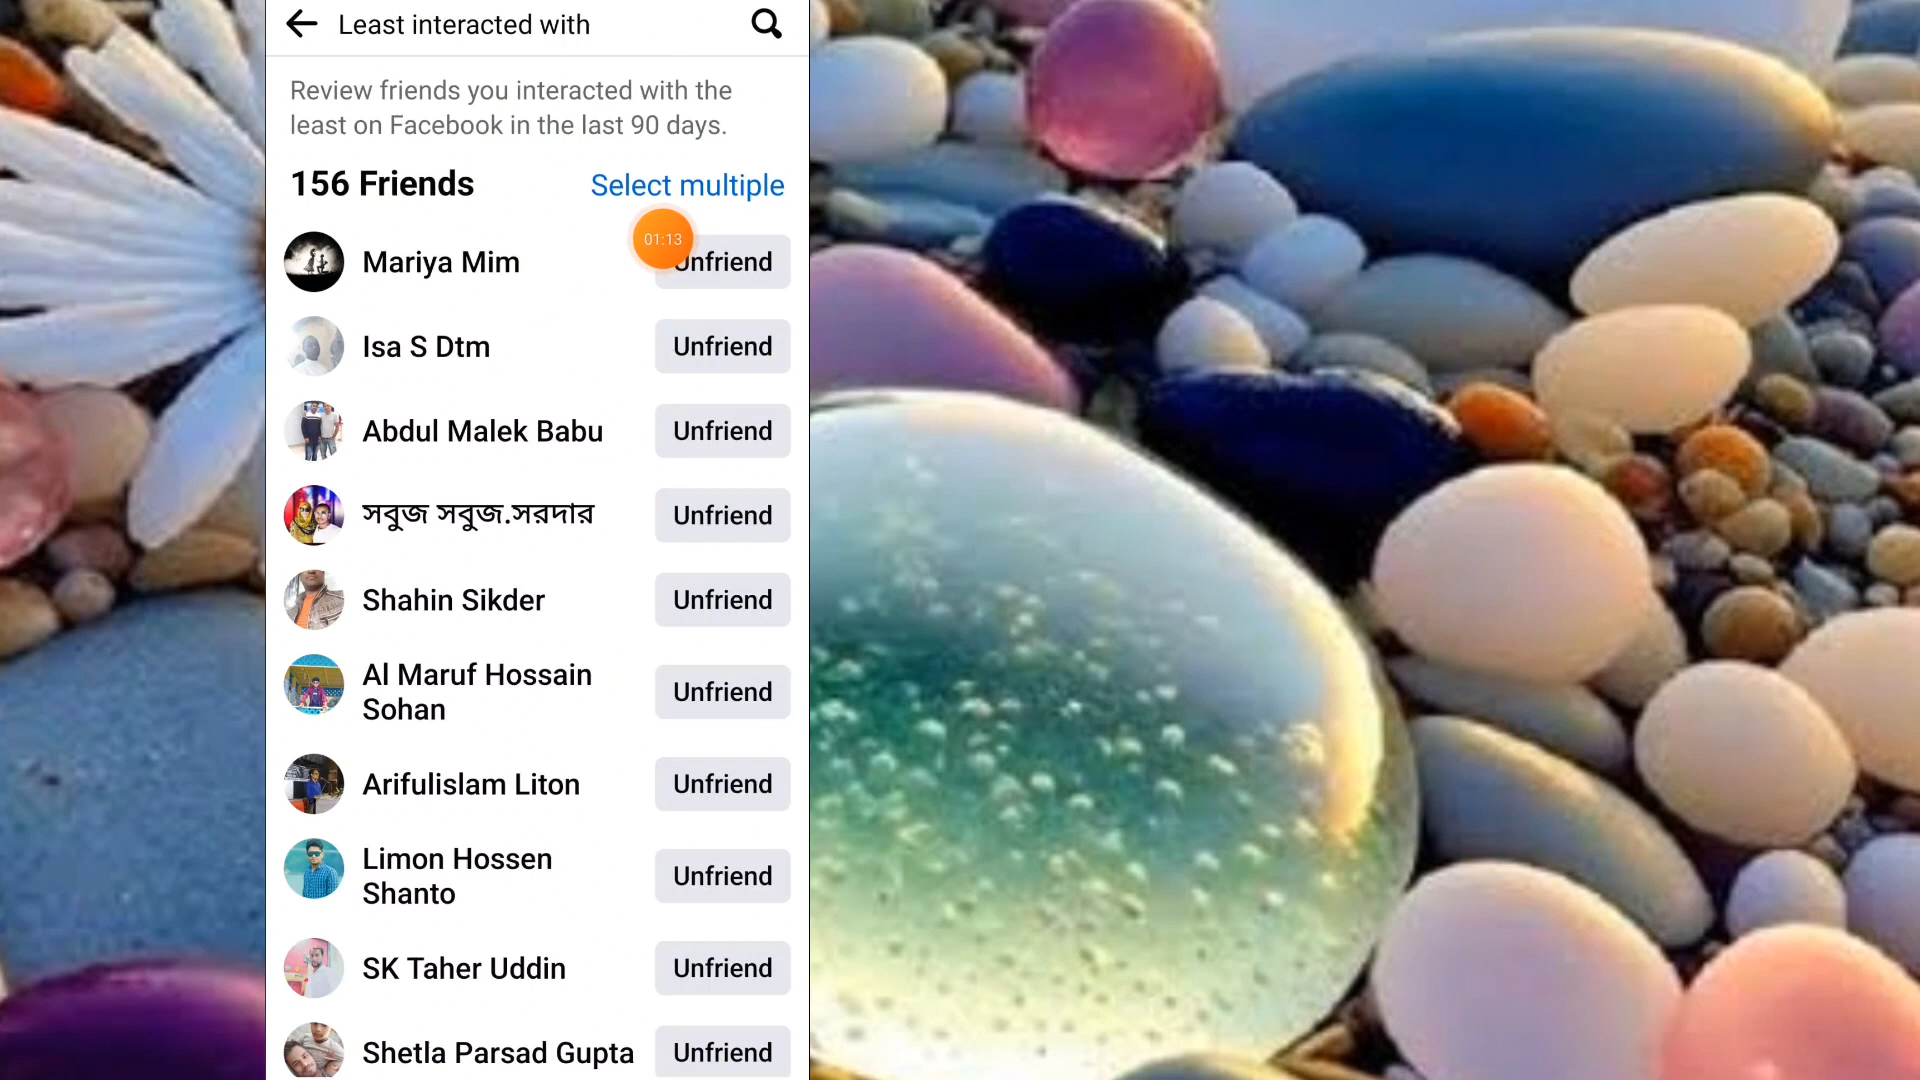 Least interacted with
Review friends you interacted with the
least on Facebook in the last 90 days.
156 Friends
Select multiple
01:13
Mariya Mim
Unfriend
Isa S Dtm
Unfriend
Abdul Malek Babu
Unfriend
সবুজ সবুজ.সরদার
Unfriend
Shahin Sikder
Unfriend
Al Maruf Hossain
Sohan
Unfriend
Arifulislam Liton
Unfriend
Limon Hossen
Shanto
Unfriend
SK Taher Uddin
Unfriend
Shetla Parsad Gupta
Unfriend